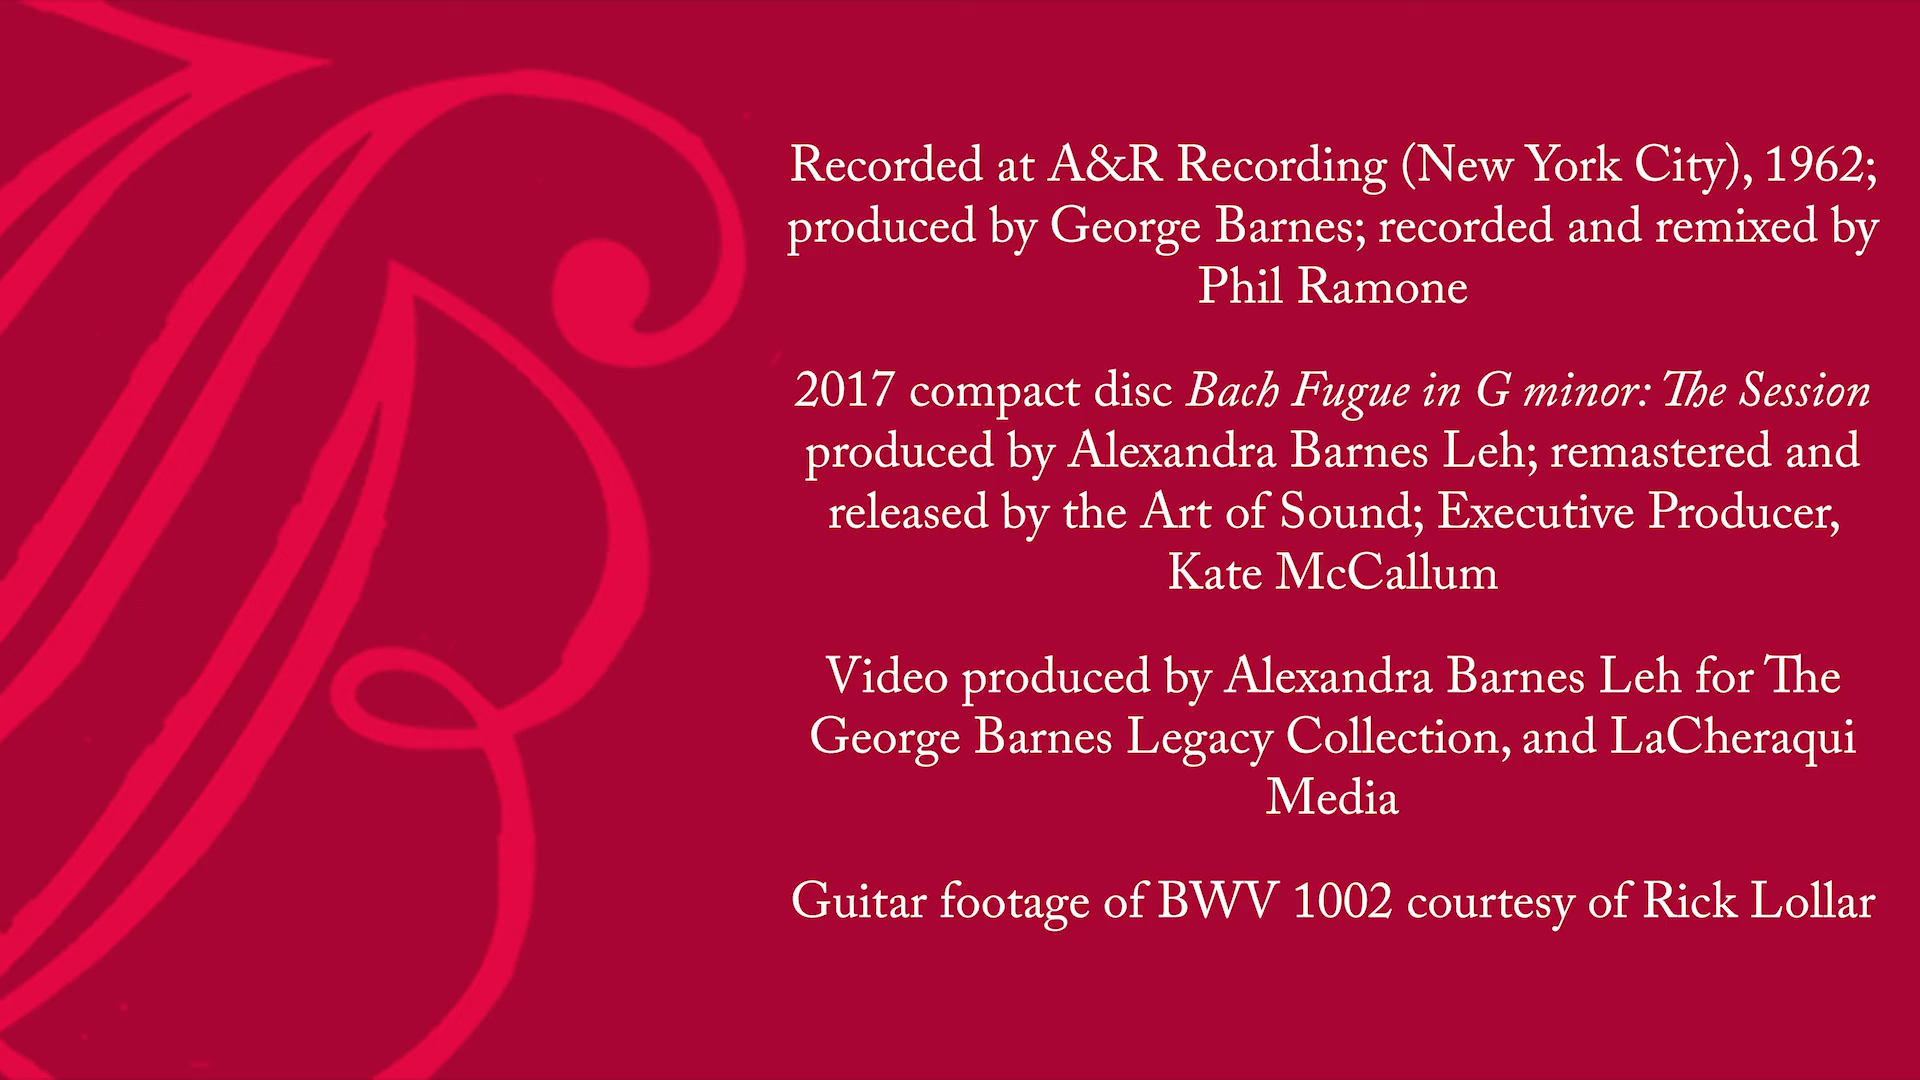 Recorded at A&R Recording (New York City), 1962;
produced by George Barnes; recorded and remixed by
Phil Ramone
2017 compact disc Bach Fugue in G minor: The Session
produced by Alexandra Barnes Leh; remastered and
released by the Art of Sound; Executive Producer,
Kate McCallum
Video produced by Alexandra Barnes Leh for The
George Barnes Legacy Collection, and LaCheraqui
Media
Guitar footage of BWV 1002 courtesy of Rick Lollar